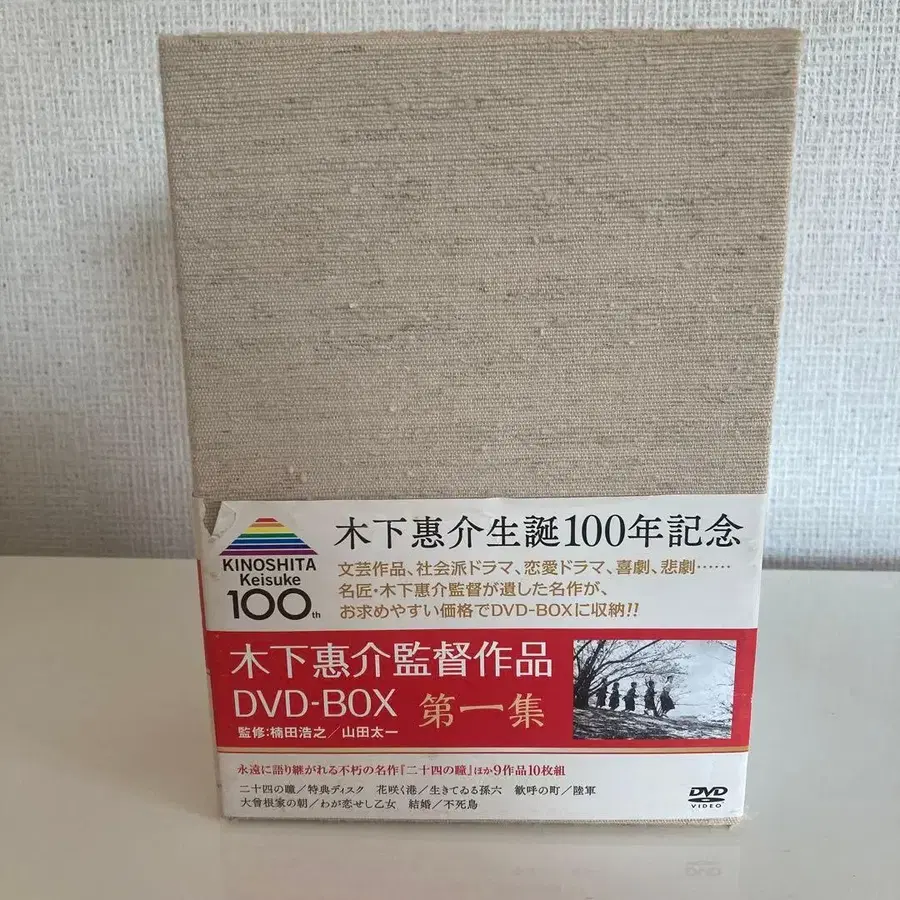 KINOSHITA
Keisuke
100th
木下惠介生誕100年記念
文芸作品、社会派ドラマ、恋愛ドラマ、喜劇、悲劇……
名匠・木下惠介監督が遺した名作が、
お求めやすい価格でDVD-BOXに収納!!
木下惠介監督作品
DVD-BOX 第一集
監修:楠田浩之/山田太一
永遠に語り継がれる不朽の名作『二十四の瞳』ほか9作品10枚組
二十四の瞳/特典ディスク 花咲く港/生きてゐる孫六 歓呼の町/陸軍
大曾根家の朝/わが恋せし乙女 結婚/不死鳥
DVD
VIDEO